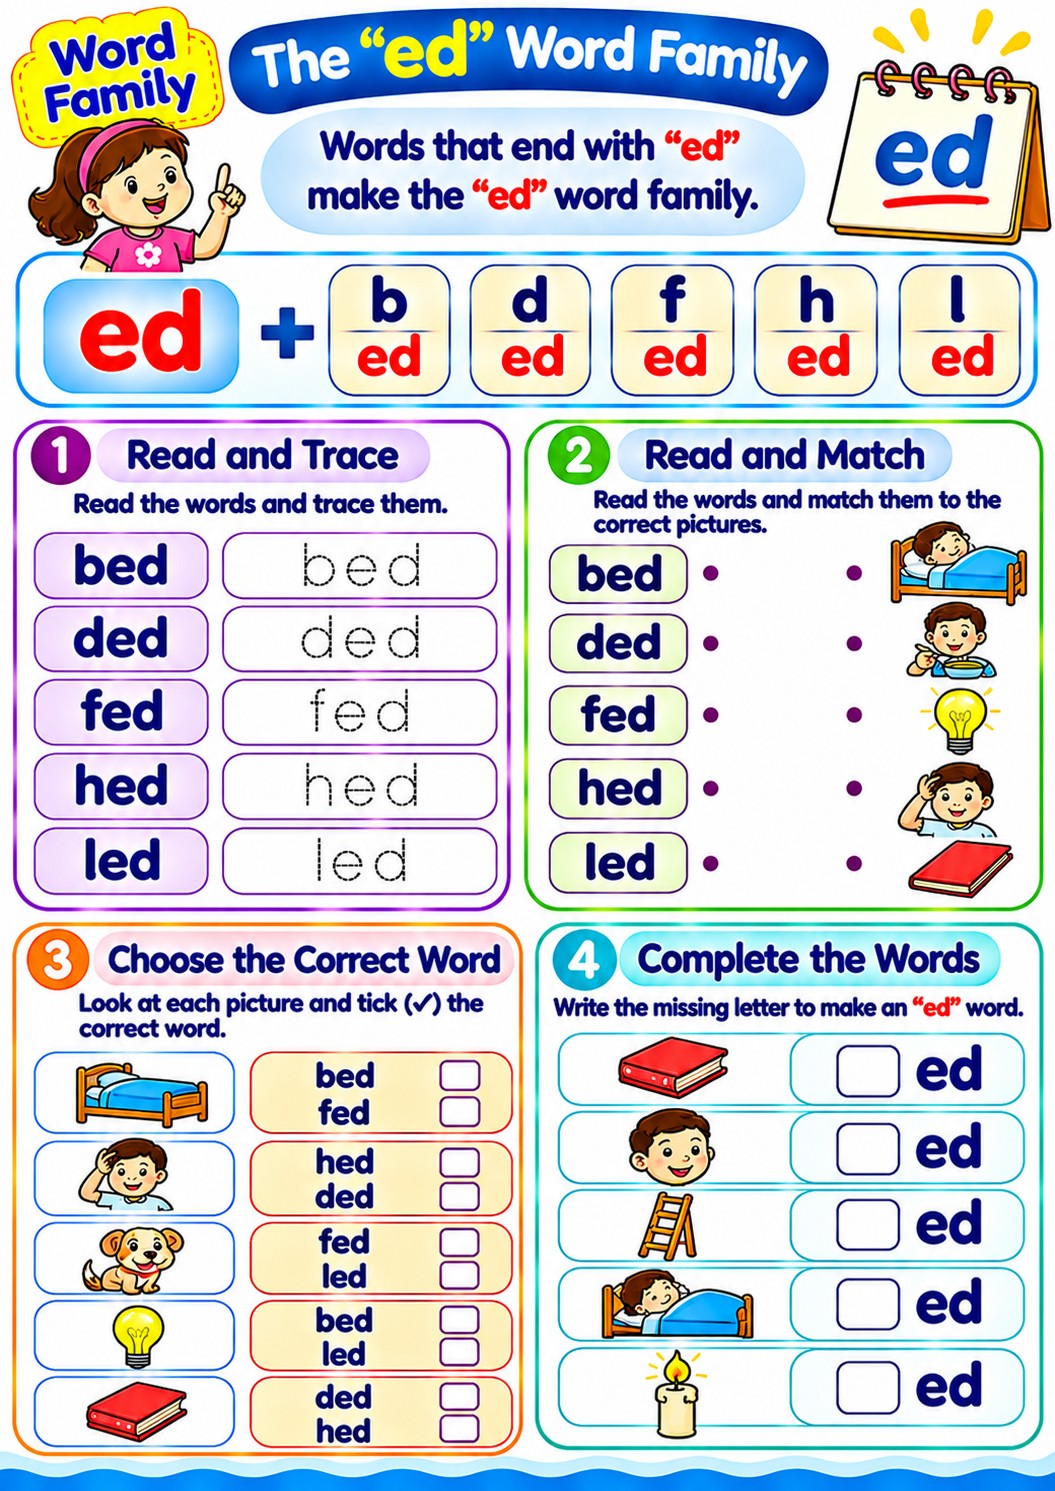 Word
Family
The “ed” Word Family
Words that end with “ed”
make the “ed” word family.
ed
ed + b d f h l
ed ed ed ed ed
1 Read and Trace
Read the words and trace them.
bed bed
ded ded
fed fed
hed hed
led led
2 Read and Match
Read the words and match them to the
correct pictures.
bed
ded
fed
hed
led
3 Choose the Correct Word
Look at each picture and tick (✓) the
correct word.
bed
fed
hed
ded
fed
led
bed
led
ded
hed
4 Complete the Words
Write the missing letter to make an “ed” word.
ed
ed
ed
ed
ed